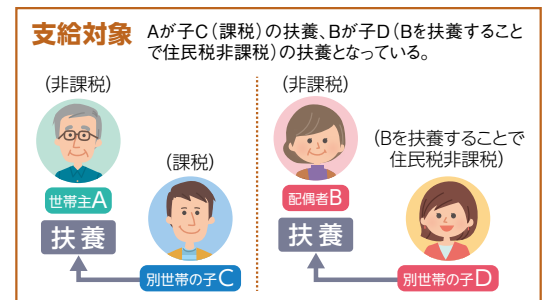 支給対象 Aが子C(課税)の扶養、Bが子D(Bを扶養すること
で住民税非課税)の扶養となっている。
(非課税)
(課税)
世帯主A
扶養
別世帯の子C
(非課税)
(Bを扶養することで
住民税非課税)
配偶者B
扶養
別世帯の子D